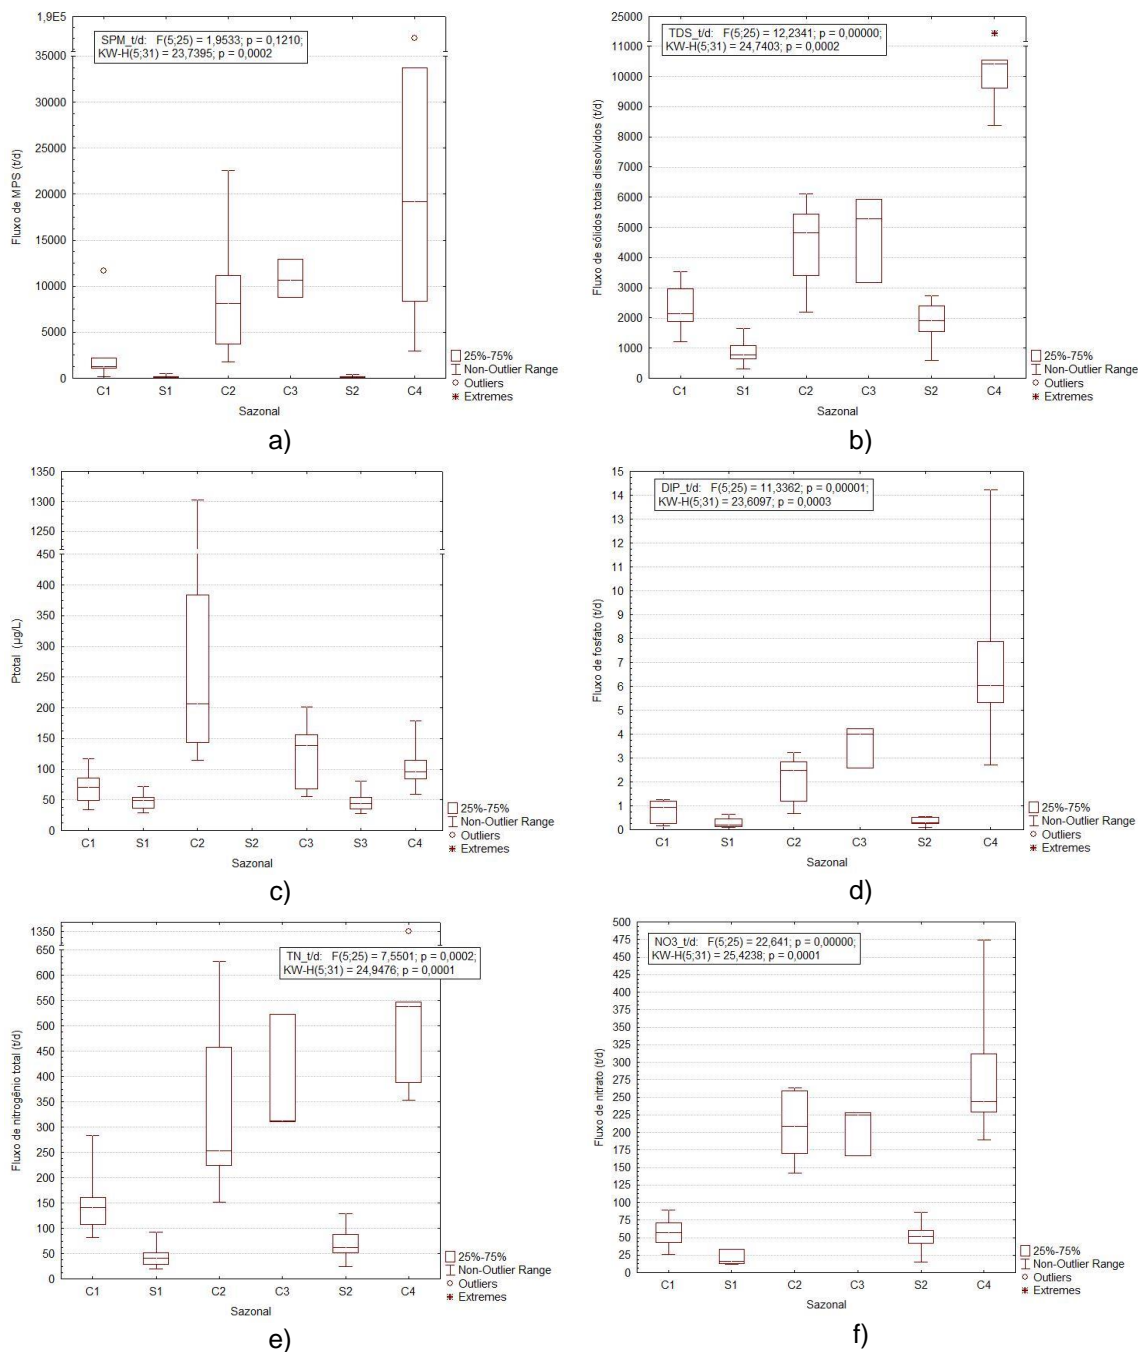 1,9E5
35000
30000
25000
20000
15000
10000
5000
0
Fluxo de MPS (t/d)
SPM_t/d: F(5;25) = 1,9533; p = 0,1210;
KW-H(5;31) = 23,7395; p = 0,0002
C1 S1 C2 C3 S2 C4
Sazonal
25%-75%
Non-Outlier Range
Outliers
Extremes
a)
25000
11000
10000
9000
8000
7000
6000
5000
4000
3000
2000
1000
0
Fluxo de sólidos totais dissolvidos (t/d)
TDS_t/d: F(5;25) = 12,2341; p = 0,00000;
KW-H(5;31) = 24,7403; p = 0,0002
C1 S1 C2 C3 S2 C4
Sazonal
25%-75%
Non-Outlier Range
Outliers
Extremes
b)
1350
1300
1250
450
400
350
300
250
200
150
100
50
0
Ptotal (µg/L)
C1 S1 C2 S2 C3 S3 C4
Sazonal
25%-75%
Non-Outlier Range
Outliers
Extremes
c)
15
14
13
12
11
10
9
8
7
6
5
4
3
2
1
0
Fluxo de fosfato (t/d)
DIP_t/d: F(5;25) = 11,3362; p = 0,00001;
KW-H(5;31) = 23,6097; p = 0,0003
C1 S1 C2 C3 S2 C4
Sazonal
25%-75%
Non-Outlier Range
Outliers
Extremes
d)
1350
650
600
550
500
450
400
350
300
250
200
150
100
50
0
Fluxo de nitrogênio total (t/d)
TN_t/d: F(5;25) = 7,5501; p = 0,0002;
KW-H(5;31) = 24,9476; p = 0,0001
C1 S1 C2 C3 S2 C4
Sazonal
25%-75%
Non-Outlier Range
Outliers
Extremes
e)
500
475
450
425
400
375
350
325
300
275
250
225
200
175
150
125
100
75
50
25
0
Fluxo de nitrato (t/d)
NO3_t/d: F(5;25) = 22,641; p = 0,00000;
KW-H(5;31) = 25,4238; p = 0,0001
C1 S1 C2 C3 S2 C4
Sazonal
25%-75%
Non-Outlier Range
Outliers
Extremes
f)